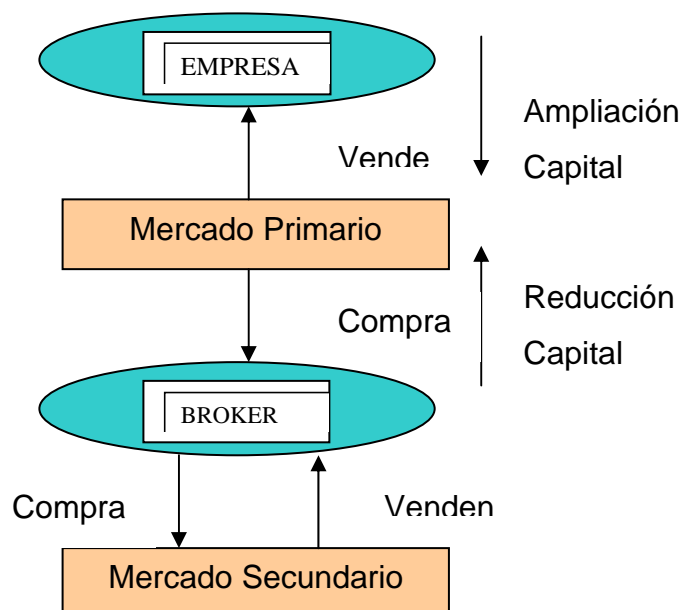 EMPRESA
Ampliación
Capital
Vende
Mercado Primario
Compra
Reducción
Capital
BROKER
Compra
Venden
Mercado Secundario